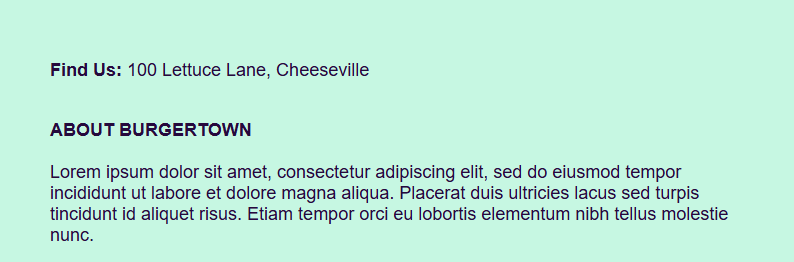 Find Us: 100 Lettuce Lane, Cheeseville
ABOUT BURGERTOWN
Lorem ipsum dolor sit amet, consectetur adipiscing elit, sed do eiusmod tempor
incididunt ut labore et dolore magna aliqua. Placerat duis ultricies lacus sed turpis
tincidunt id aliquet risus. Etiam tempor orci eu lobortis elementum nibh tellus molestie
nunc.